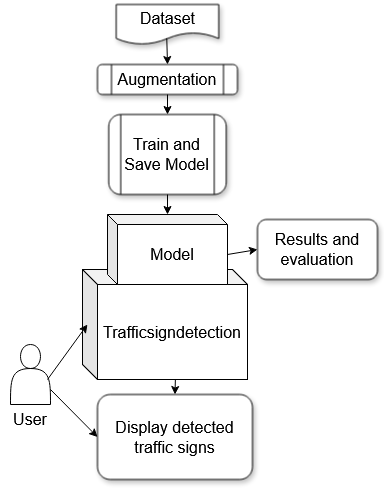 Dataset
Augmentation
Train and
Save Model
Model
Results and
evaluation
Trafficsigndetection
User
Display detected
traffic signs